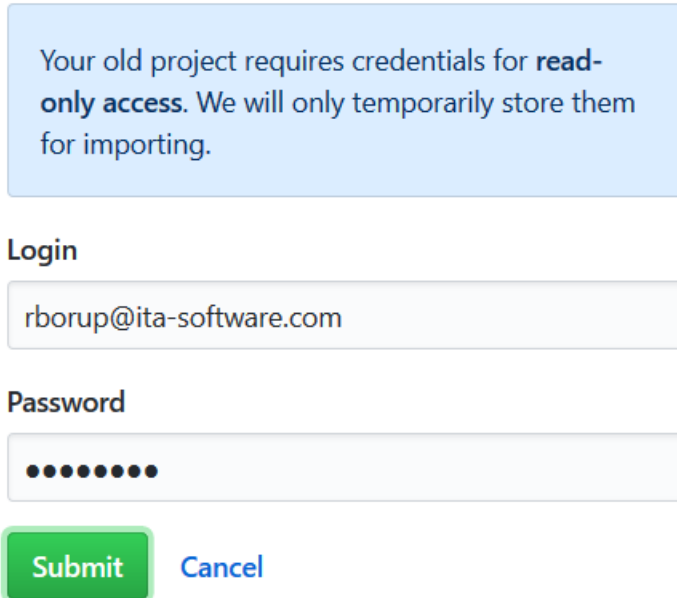 Your old project requires credentials for read-
only access. We will only temporarily store them
for importing.
Login
rborup@ita-software.com
Password
••••••••
Submit Cancel